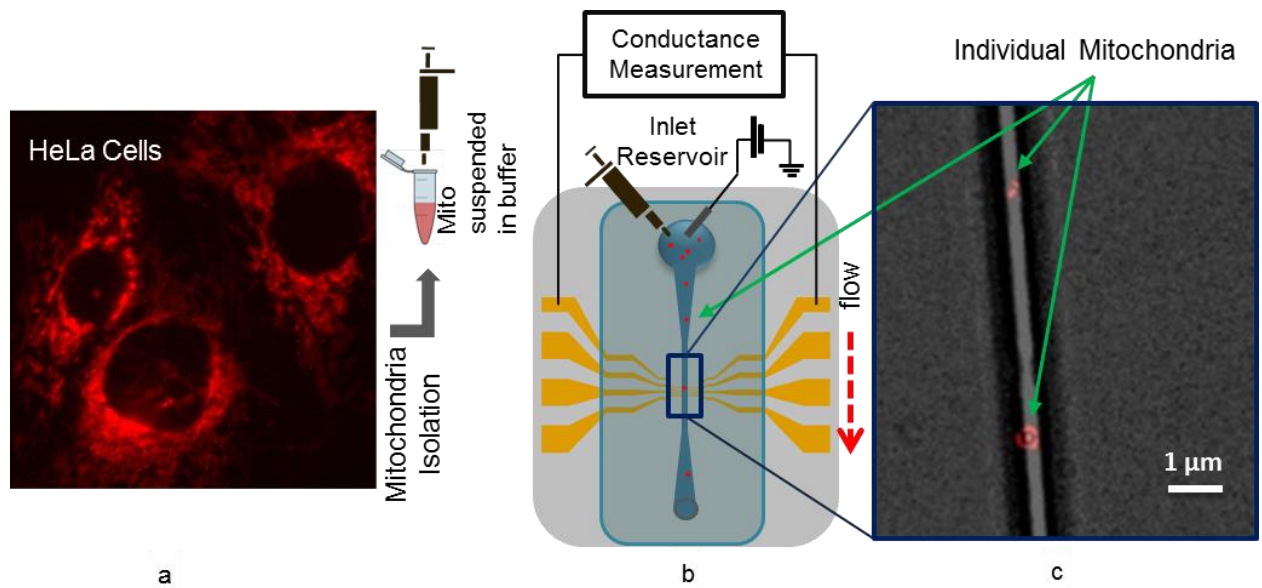 HeLa Cells
Mitochondria
Isolation
Mito
suspended
in buffer
Conductance
Measurement
Inlet
Reservoir
flow
Individual Mitochondria
1 μm
a
b
c